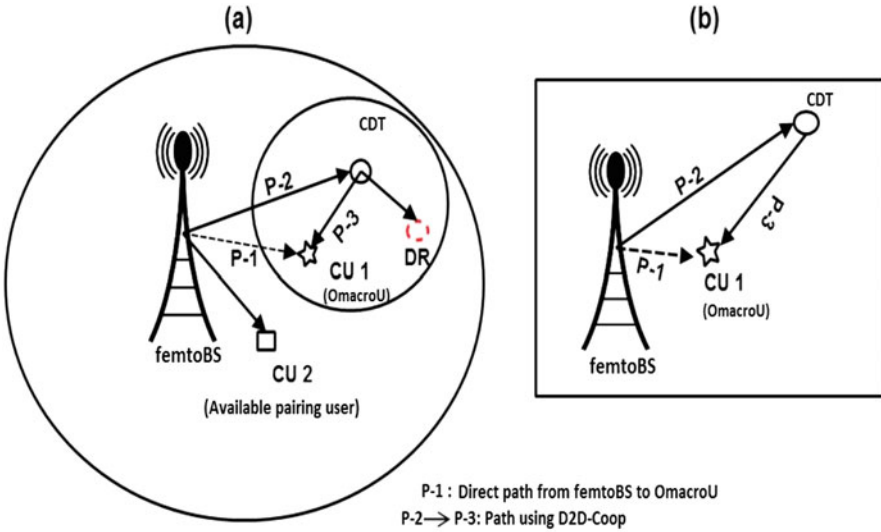 (a)
CDT
P-2
P-3
P-1
CU 1
(OmacroU)
DR
femtoBS
CU 2
(Available pairing user)
(b)
CDT
P-2
P-3
P-1
CU 1
(OmacroU)
femtoBS
P-1 : Direct path from femtoBS to OmacroU
P-2→ P-3: Path using D2D-Coop